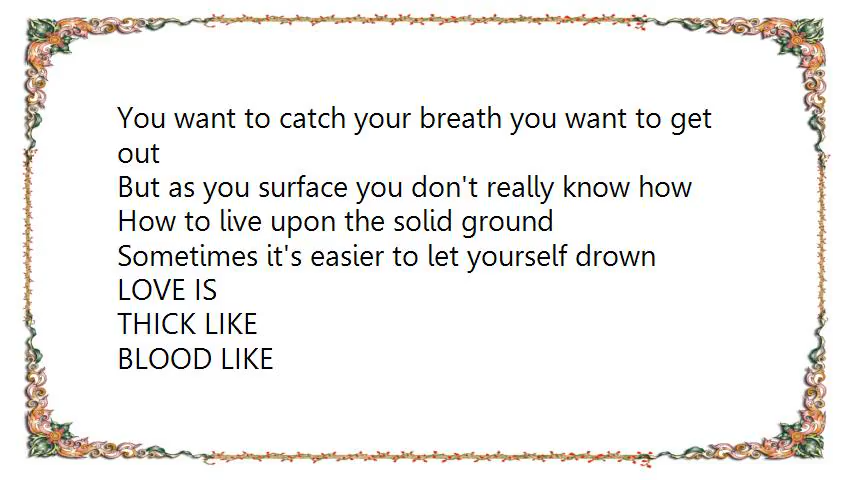 You want to catch your breath you want to get
out
But as you surface you don't really know how
How to live upon the solid ground
Sometimes it's easier to let yourself drown
LOVE IS
THICK LIKE
BLOOD LIKE